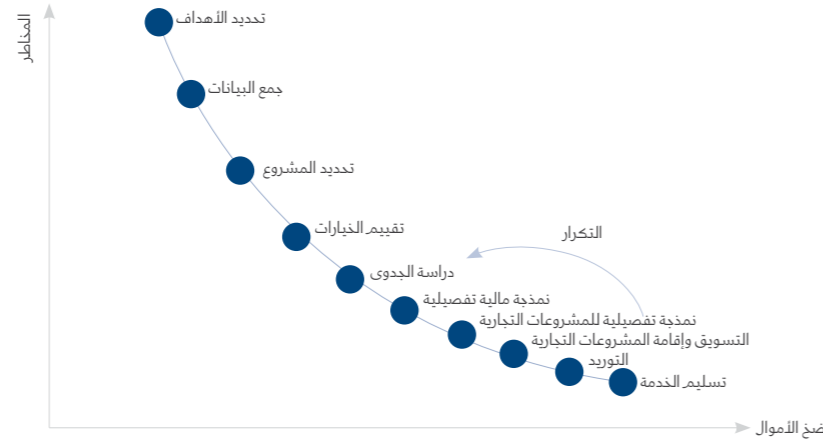 المخاطر
تحديد الأهداف
جمع البيانات
تحديد المشروع
تقييم الخيارات
التكرار
دراسة الجدوى
نمذجة مالية تفصيلية
نمذجة تفصيلية للمشروعات التجارية
التسويق وإقامة المشروعات التجارية
التوريد
تسليم الخدمة
ضخ الأموال